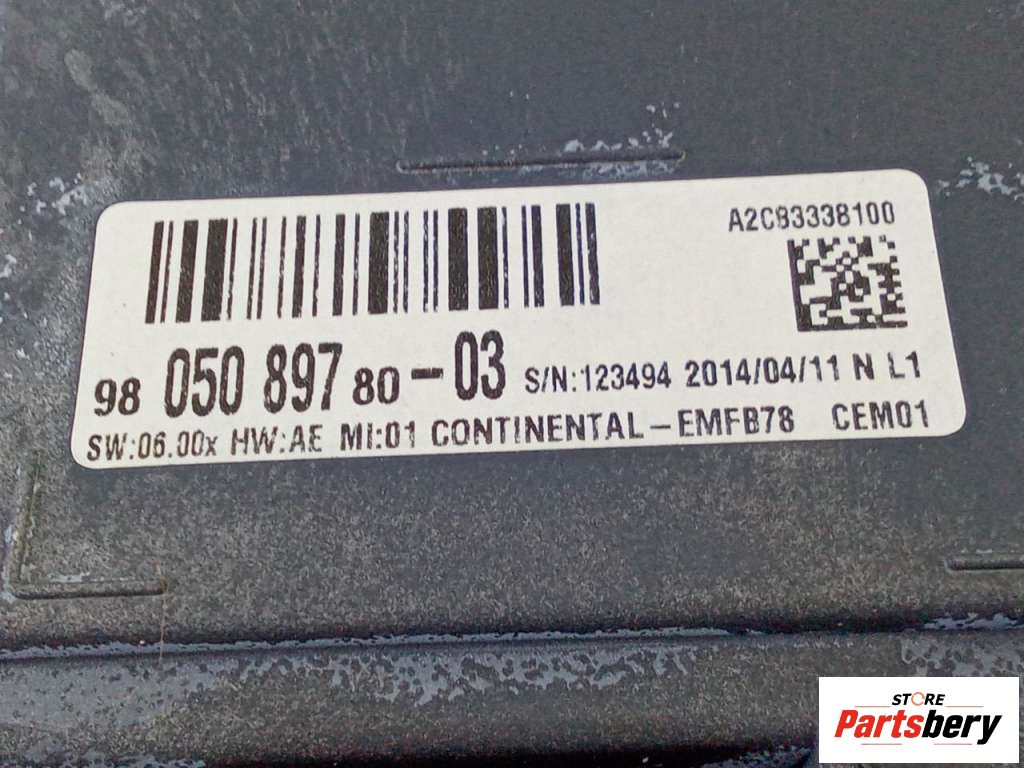 A2C83338100
98 050 897 80-03 S/N:123494 2014/04/11 N L1
SW:06.00x HW:AE MI:01 CONTINENTAL-EMFB78 CEM01
STORE
Partsbery